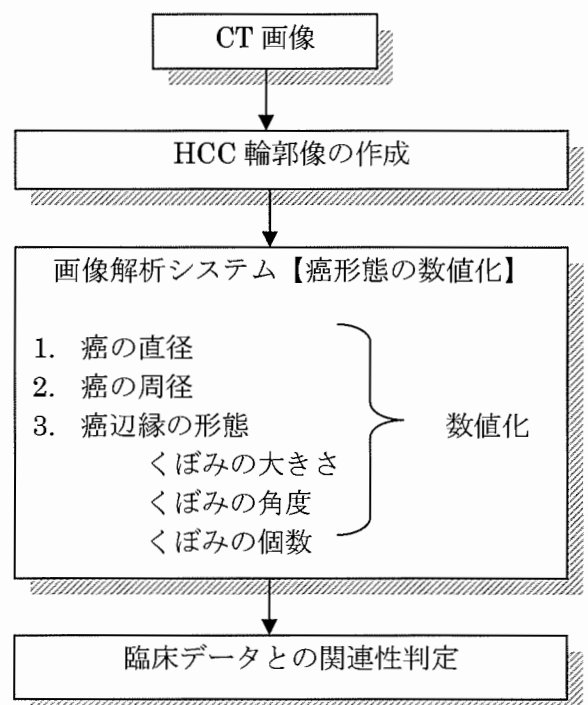 CT 画像
HCC 輪郭像の作成
画像解析システム【癌形態の数値化】
1. 癌の直径
2. 癌の周径
3. 癌辺縁の形態
くぼみの大きさ
くぼみの角度
くぼみの個数
数値化
臨床データとの関連性判定